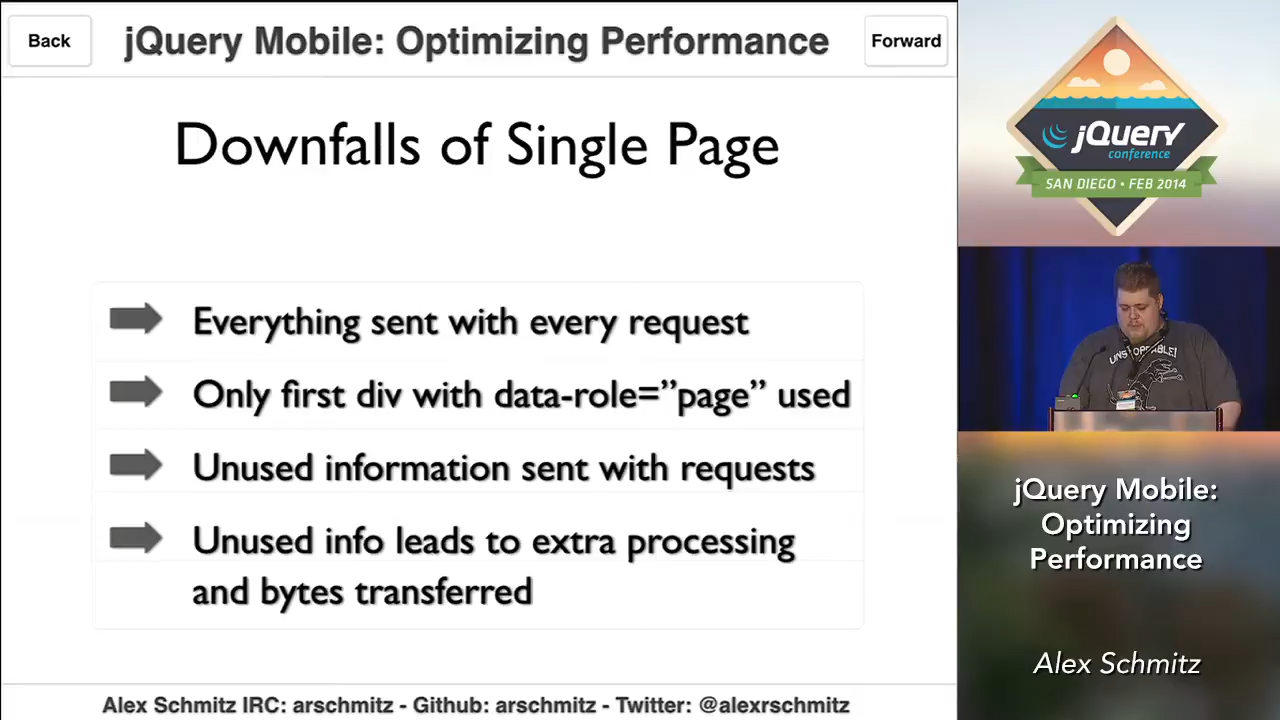 Back
jQuery Mobile: Optimizing Performance
Forward
Downfalls of Single Page
Everything sent with every request
Only first div with data-role=”page” used
Unused information sent with requests
Unused info leads to extra processing
and bytes transferred
Alex Schmitz IRC: arschmitz - Github: arschmitz - Twitter: @alexrschmitz
jQuery
conference
SAN DIEGO • FEB 2014
UNSTOPPABLE!
jQuery Mobile:
Optimizing
Performance
Alex Schmitz